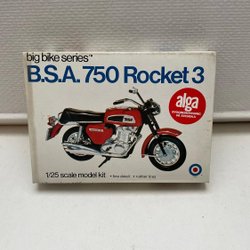 big bike series™
B.S.A. 750 Rocket 3
alga
1/25 scale model kit